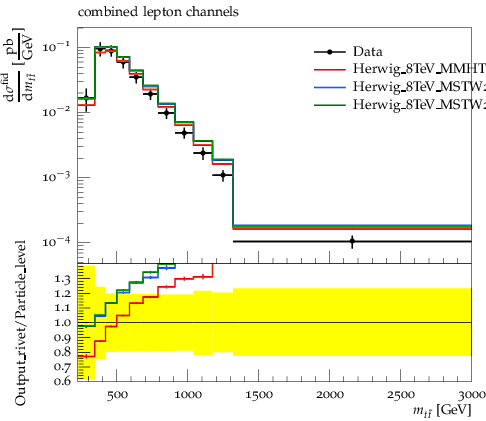 combined lepton channels
dσ^fid/dm_tt̄ [pb/GeV]
10^−1
10^−2
10^−3
10^−4
Data
Herwig_8TeV_MMHT
Herwig_8TeV_MSTW
Herwig_8TeV_MSTW
Output_rivet/Particle_level
1.3
1.2
1.1
1.0
0.9
0.8
0.7
0.6
500
1000
1500
2000
2500
3000
m_tt̄ [GeV]